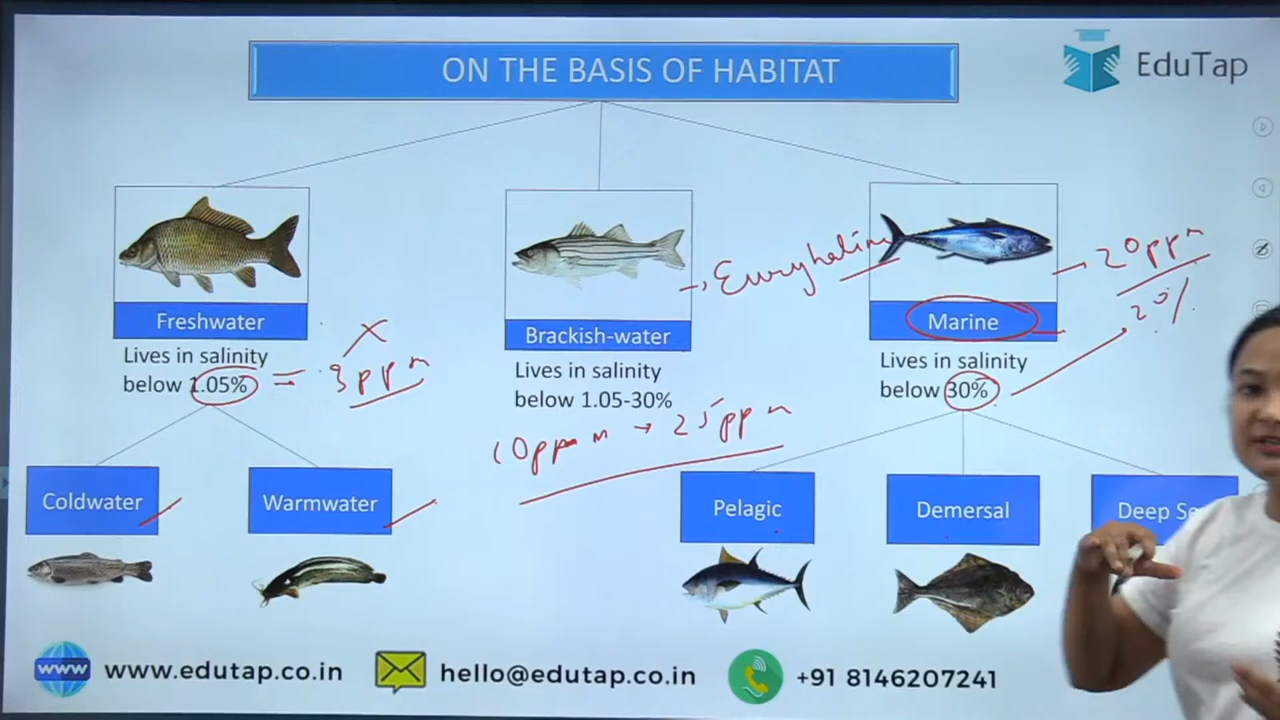 ON THE BASIS OF HABITAT
EduTap
Freshwater
Lives in salinity
below 1.05%
= 3ppm
Brackish-water
Lives in salinity
below 1.05-30%
10ppm → 25ppm
→ Euryhaline
Marine
Lives in salinity
below 30%
→ 20ppm
20%
Coldwater
Warmwater
Pelagic
Demersal
Deep
www
www.edutap.co.in
hello@edutap.co.in
+91 8146207241